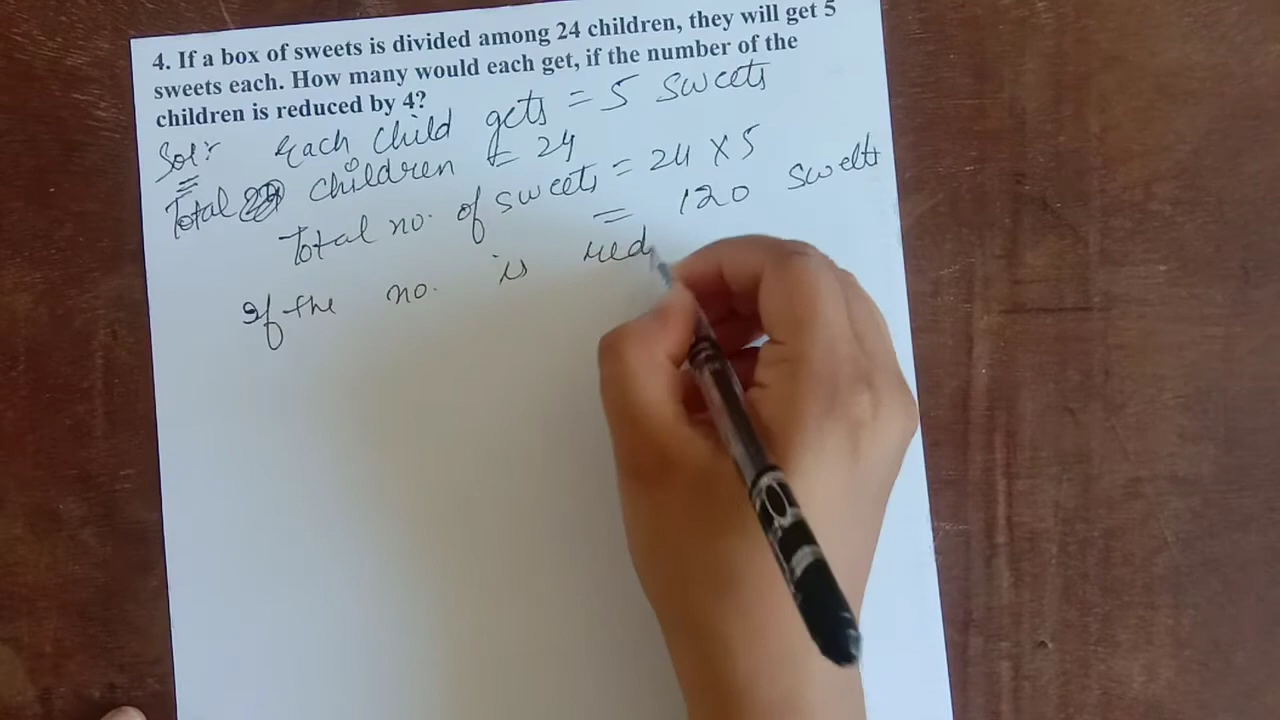 4. If a box of sweets is divided among 24 children, they will get 5
sweets each. How many would each get, if the number of the
children is reduced by 4?
Sol: Each child gets = 5 sweets
Total children = 24
Total no. of sweets = 24 × 5
= 120 sweets
If the no. is red